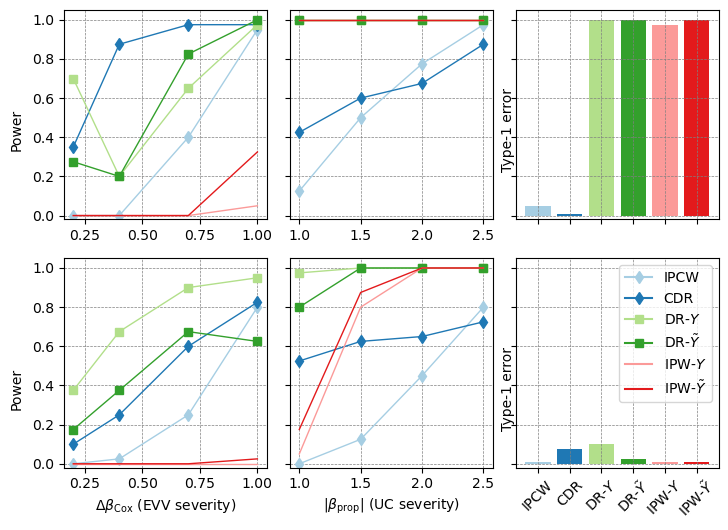 1.0
0.8
0.6
0.4
0.2
0.0
Power
0.25 0.50 0.75 1.00
1.0 1.5 2.0 2.5
Type-1 error
1.0
0.8
0.6
0.4
0.2
0.0
Power
0.25 0.50 0.75 1.00
Δβ_Cox (EVV severity)
1.0 1.5 2.0 2.5
|β_prop| (UC severity)
Type-1 error
IPCW
CDR
DR-Y
DR-Ỹ
IPW-Y
IPW-Ỹ
IPCW
CDR
DR-Y
DR-Ỹ
IPW-Y
IPW-Ỹ